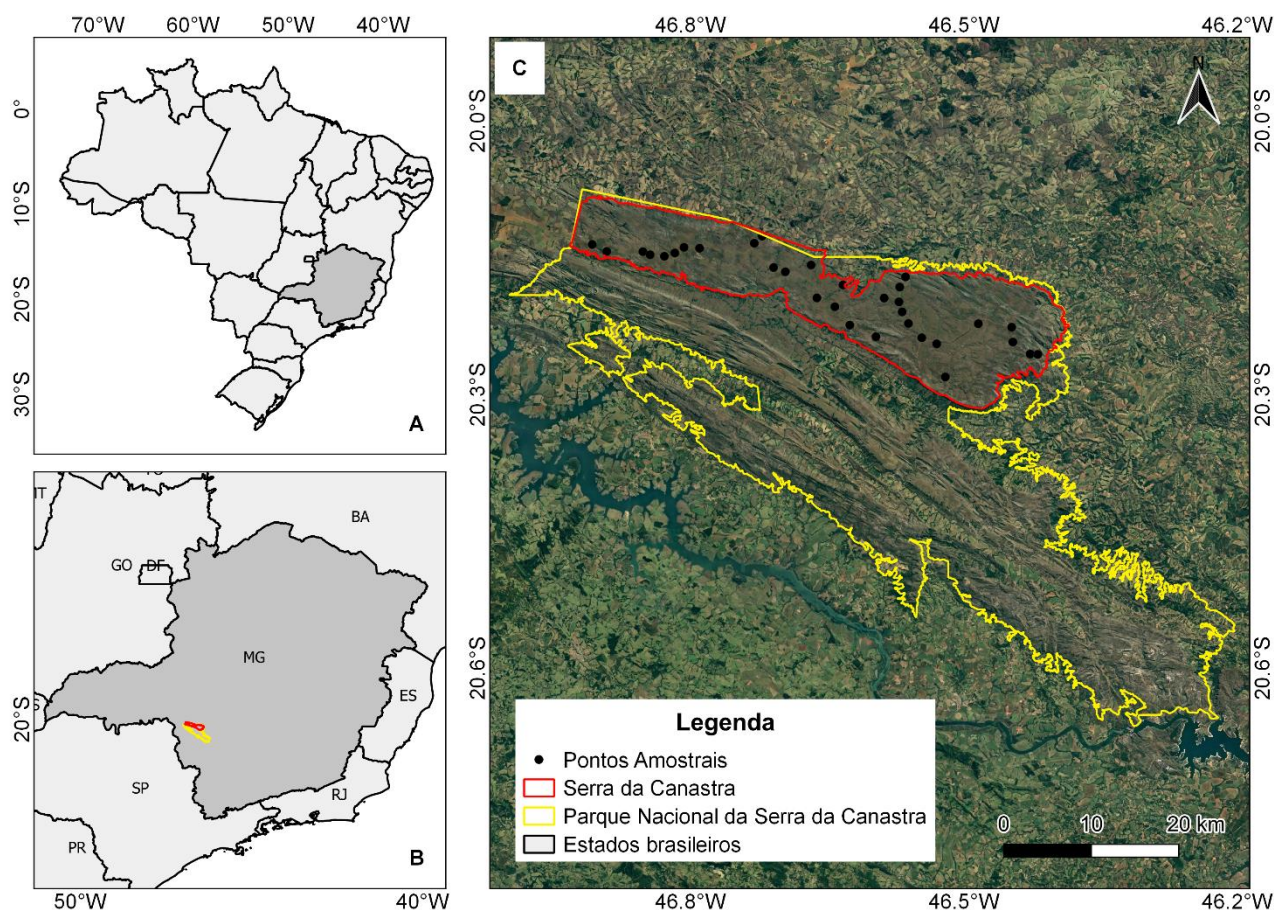 70°W 60°W 50°W 40°W
0°
10°S
20°S
30°S
A
IT
BA
GO
DF
MG
ES
SP
RJ
PR
20°S
B
50°W 40°W
46.8°W 46.5°W 46.2°W
C
N
20.0°S 20.0°S
20.3°S 20.3°S
20.6°S 20.6°S
Legenda
Pontos Amostrais
Serra da Canastra
Parque Nacional da Serra da Canastra
Estados brasileiros
0 10 20 km
46.8°W 46.5°W 46.2°W